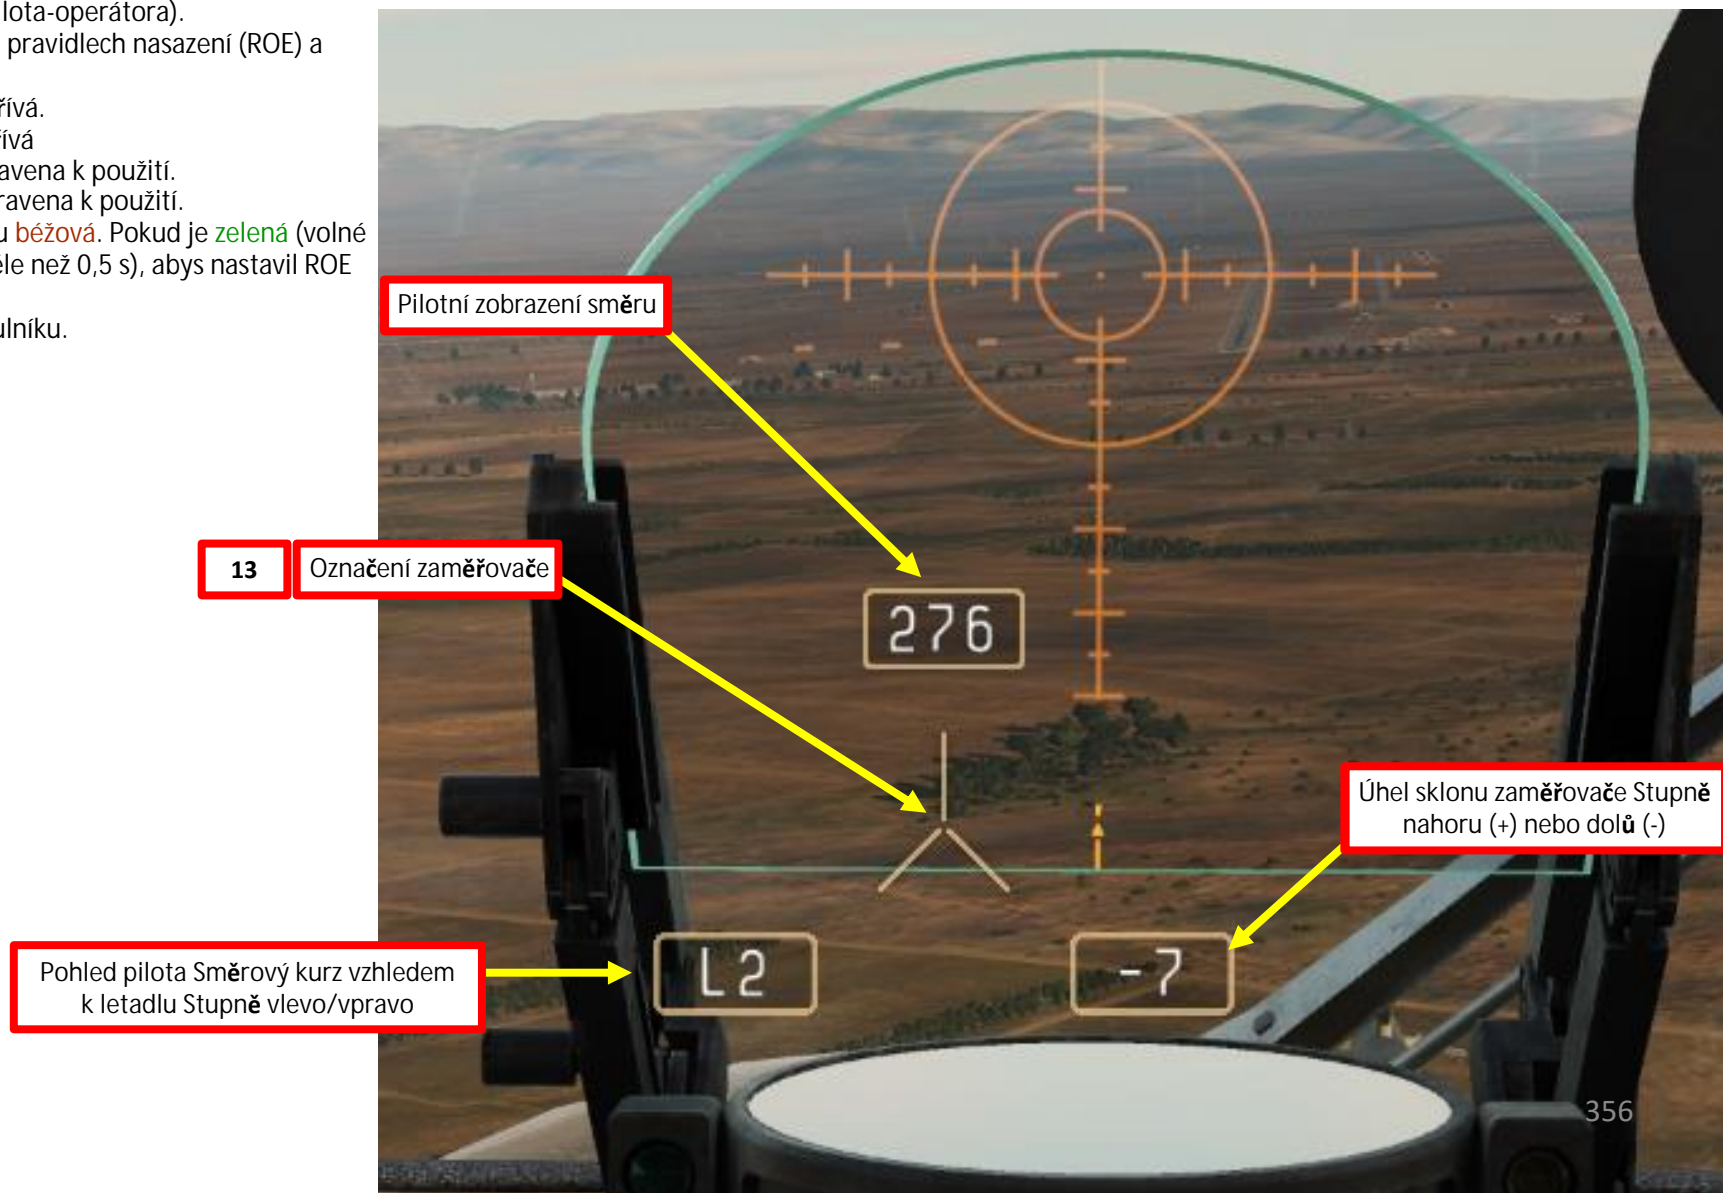 lota-operátora).
pravidlech nasazení (ROE) a
řívá.
řívá
avena k použití.
ravena k použití.
u béžová. Pokud je zelená (volné
éle než 0,5 s), abys nastavil ROE
ulníku.
Pilotní zobrazení směru
13
Označení zaměřovače
276
Úhel sklonu zaměřovače Stupně
nahoru (+) nebo dolů (-)
Pohled pilota Směrový kurz vzhledem
k letadlu Stupně vlevo/vpravo
L2
-7
356